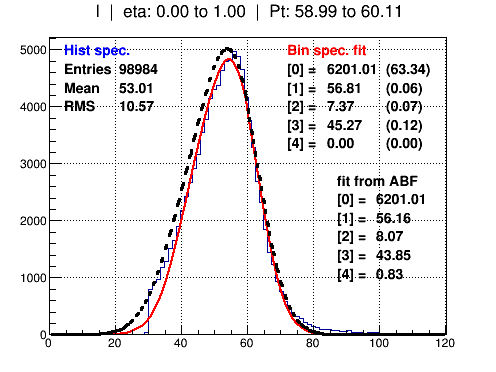 I | eta: 0.00 to 1.00 | Pt: 58.99 to 60.11
Hist spec.
Entries 98984
Mean 53.01
RMS 10.57
Bin spec. fit
[0] = 6201.01 (63.34)
[1] = 56.81 (0.06)
[2] = 7.37 (0.07)
[3] = 45.27 (0.12)
[4] = 0.00 (0.00)
fit from ABF
[0] = 6201.01
[1] = 56.16
[2] = 8.07
[3] = 43.85
[4] = 0.83
5000
4000
3000
2000
1000
0
0 20 40 60 80 100 120